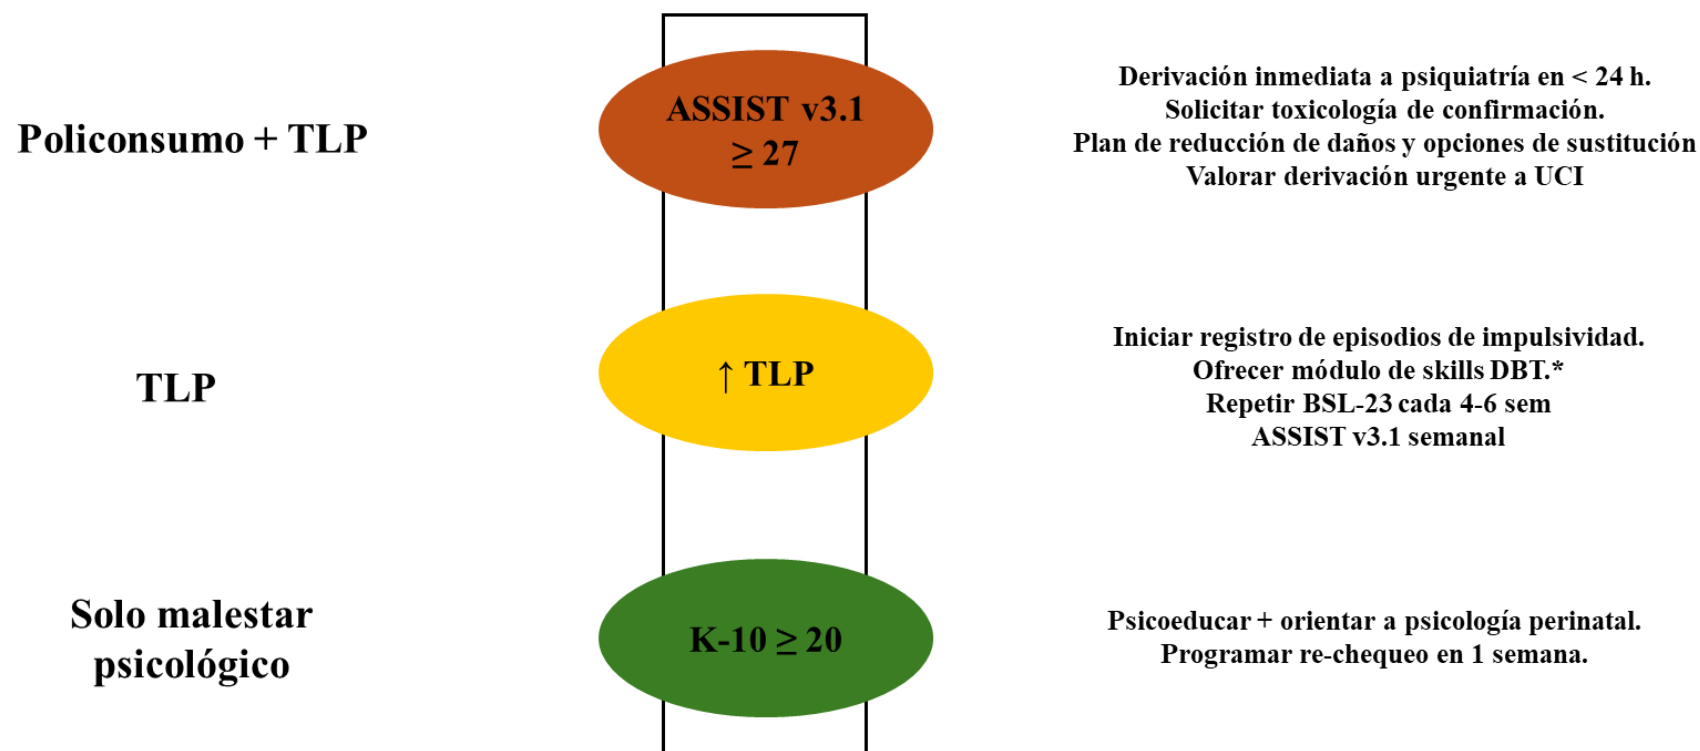 Policonsumo + TLP
ASSIST v3.1
≥ 27
Derivación inmediata a psiquiatría en < 24 h.
Solicitar toxicología de confirmación.
Plan de reducción de daños y opciones de sustitución
Valorar derivación urgente a UCI
TLP
↑ TLP
Iniciar registro de episodios de impulsividad.
Ofrecer módulo de skills DBT.*
Repetir BSL-23 cada 4-6 sem
ASSIST v3.1 semanal
Solo malestar
psicológico
K-10 ≥ 20
Psicoeducar + orientar a psicología perinatal.
Programar re-chequeo en 1 semana.